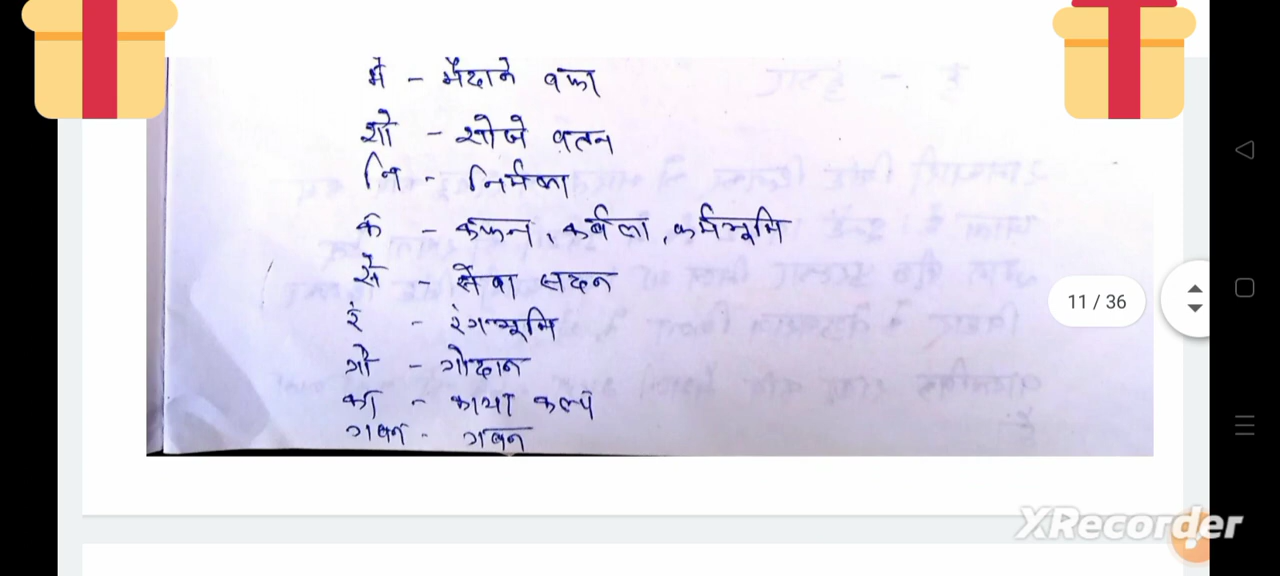 मै - मैदाने वफा
शो - शोजे वतन
नि - निर्मला
क - कफन, कर्बला, कर्मभूमि
से - सेवा सदन
रं - रंगभूमि
गो - गोदान
का - काया कल्प
गबन - गबन
11 / 36
XRecorder